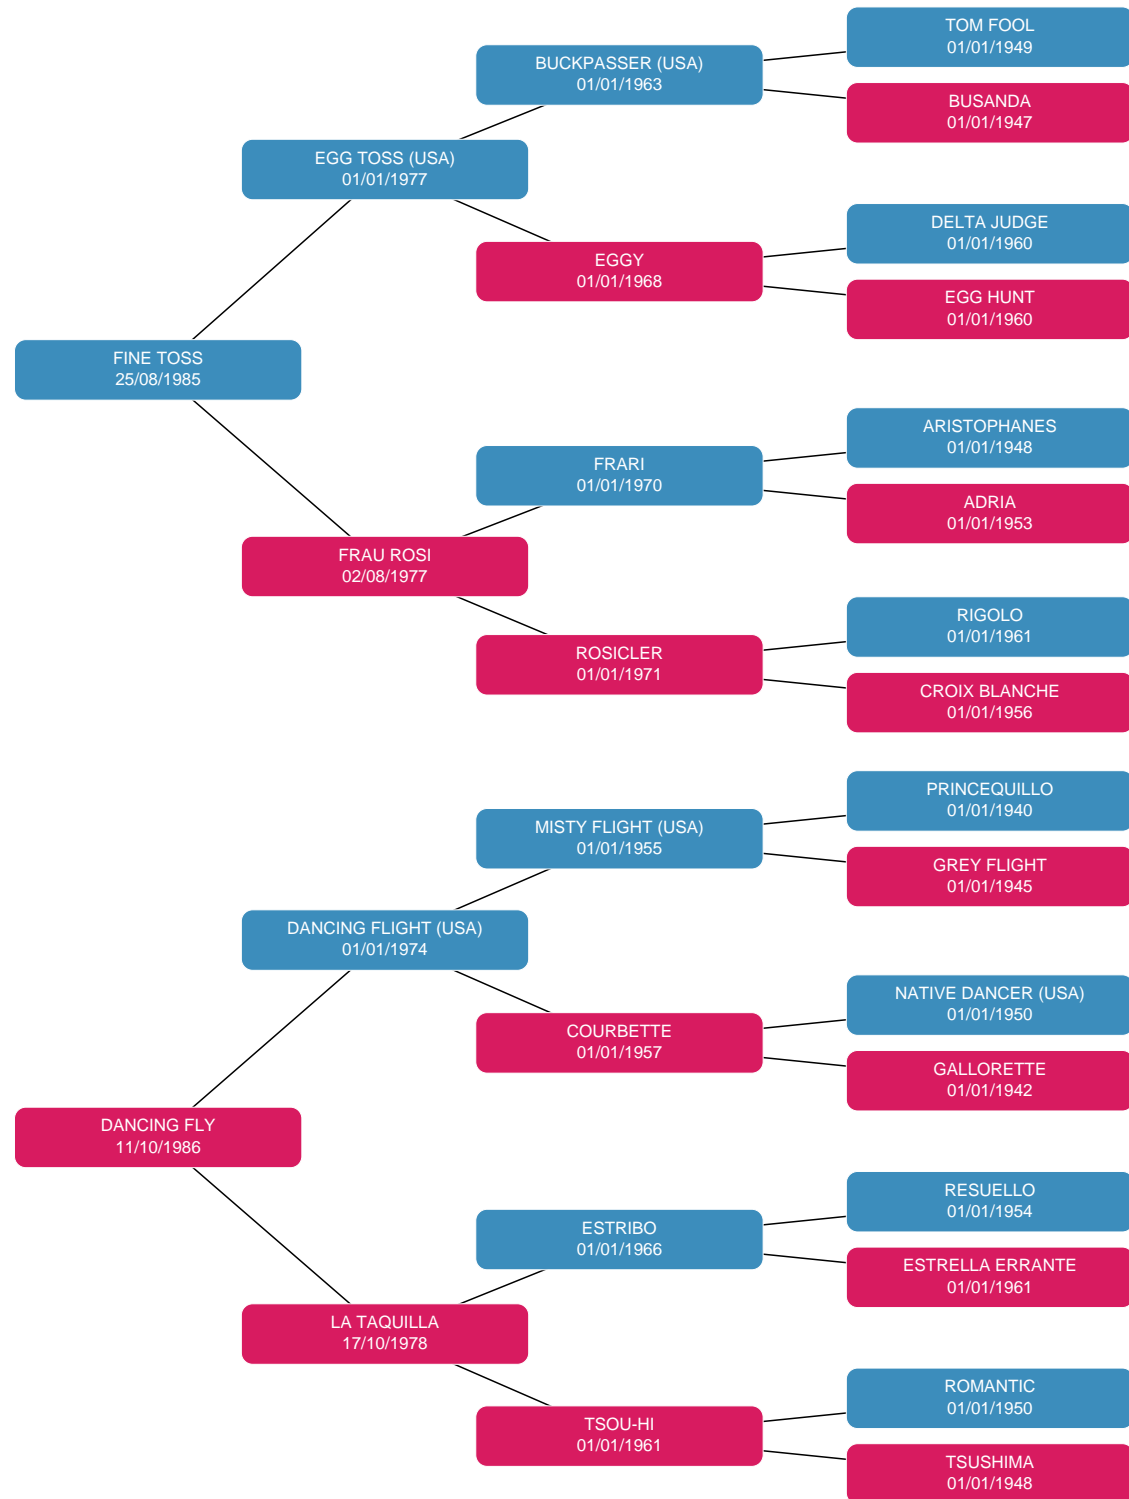 TOM FOOL
01/01/1949
BUCKPASSER (USA)
01/01/1963
BUSANDA
01/01/1947
EGG TOSS (USA)
01/01/1977
DELTA JUDGE
01/01/1960
EGGY
01/01/1968
EGG HUNT
01/01/1960
FINE TOSS
25/08/1985
ARISTOPHANES
01/01/1948
FRARI
01/01/1970
ADRIA
01/01/1953
FRAU ROSI
02/08/1977
RIGOLO
01/01/1961
ROSICLER
01/01/1971
CROIX BLANCHE
01/01/1956
PRINCEQUILLO
01/01/1940
MISTY FLIGHT (USA)
01/01/1955
GREY FLIGHT
01/01/1945
DANCING FLIGHT (USA)
01/01/1974
NATIVE DANCER (USA)
01/01/1950
COURBETTE
01/01/1957
GALLORETTE
01/01/1942
DANCING FLY
11/10/1986
RESUELLO
01/01/1954
ESTRIBO
01/01/1966
ESTRELLA ERRANTE
01/01/1961
LA TAQUILLA
17/10/1978
ROMANTIC
01/01/1950
TSOU-HI
01/01/1961
TSUSHIMA
01/01/1948